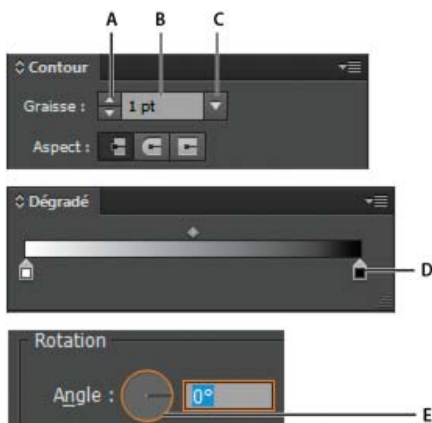 A B C
Contour
Graisse : 1 pt
Aspect :
Dégradé
D
Rotation
Angle : 0°
E